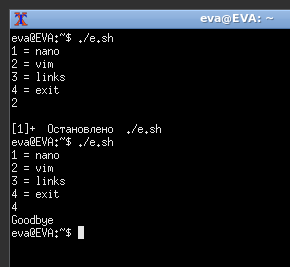 eva@EVA: ~
eva@EVA:~$ ./e.sh
1 = nano
2 = vim
3 = links
4 = exit
2
[1]+  Остановлено  ./e.sh
eva@EVA:~$ ./e.sh
1 = nano
2 = vim
3 = links
4 = exit
4
Goodbye
eva@EVA:~$